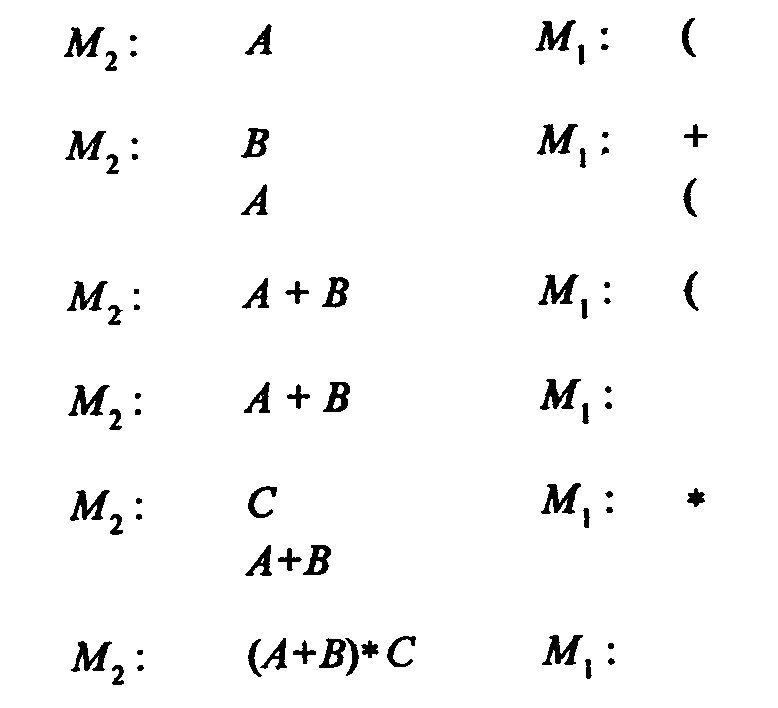 M₂: A M₁: (
M₂: B M₁: +
A (
M₂: A + B M₁: (
M₂: A + B M₁:
M₂: C M₁: *
A+B
M₂: (A+B)*C M₁: